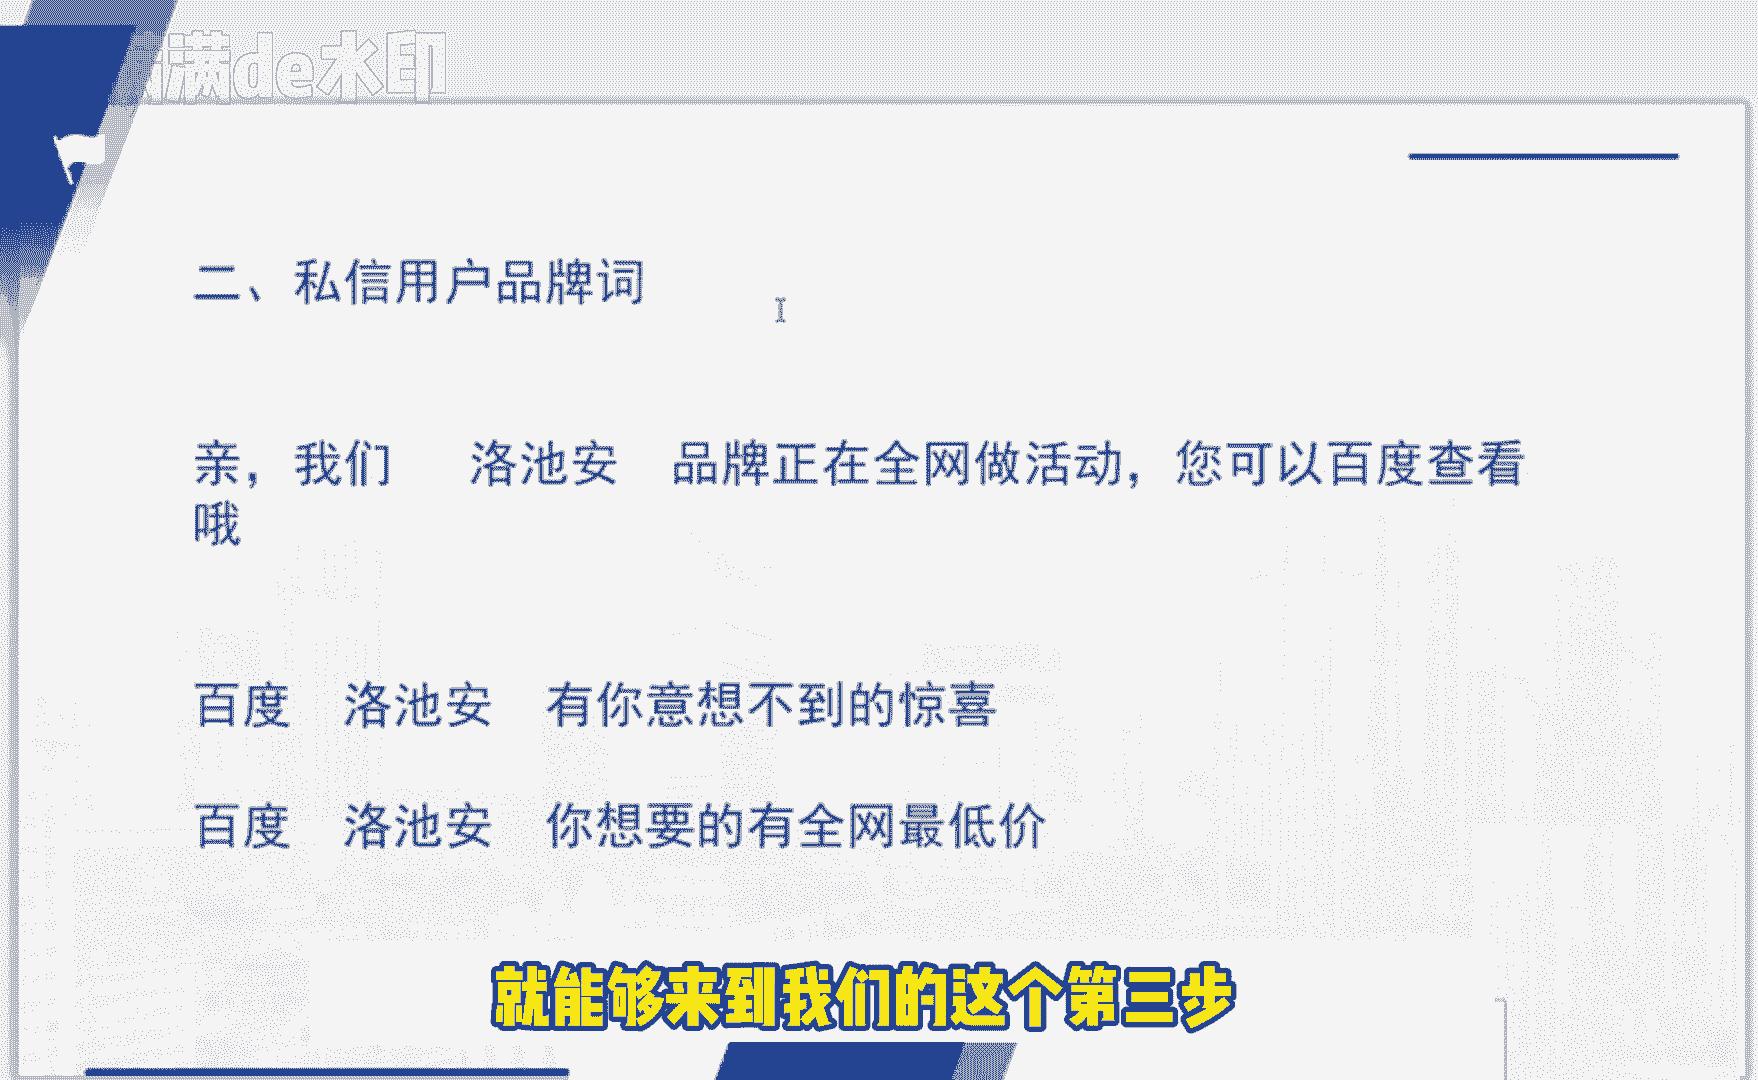 满de水印
二、私信用户品牌词
亲，我们 洛池安 品牌正在全网做活动，您可以百度查看
哦
百度 洛池安 有你意想不到的惊喜
百度 洛池安 你想要的有全网最低价
就能够来到我们的这个第三步